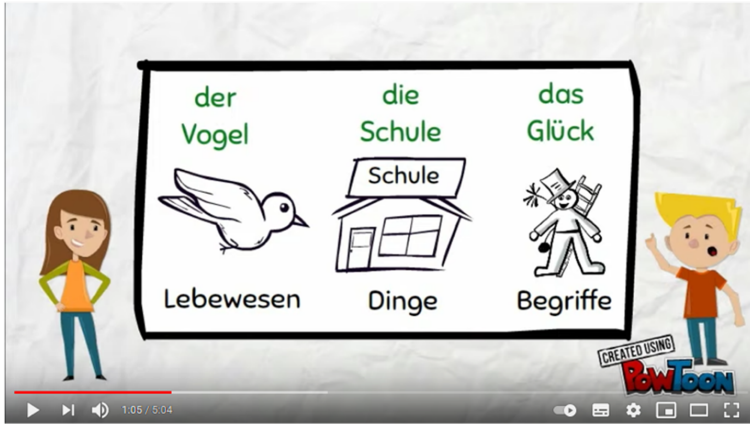 der die das
Vogel Schule Glück
Schule
Lebewesen Dinge Begriffe
CREATED USING
POWTOON
1:05 / 5:04